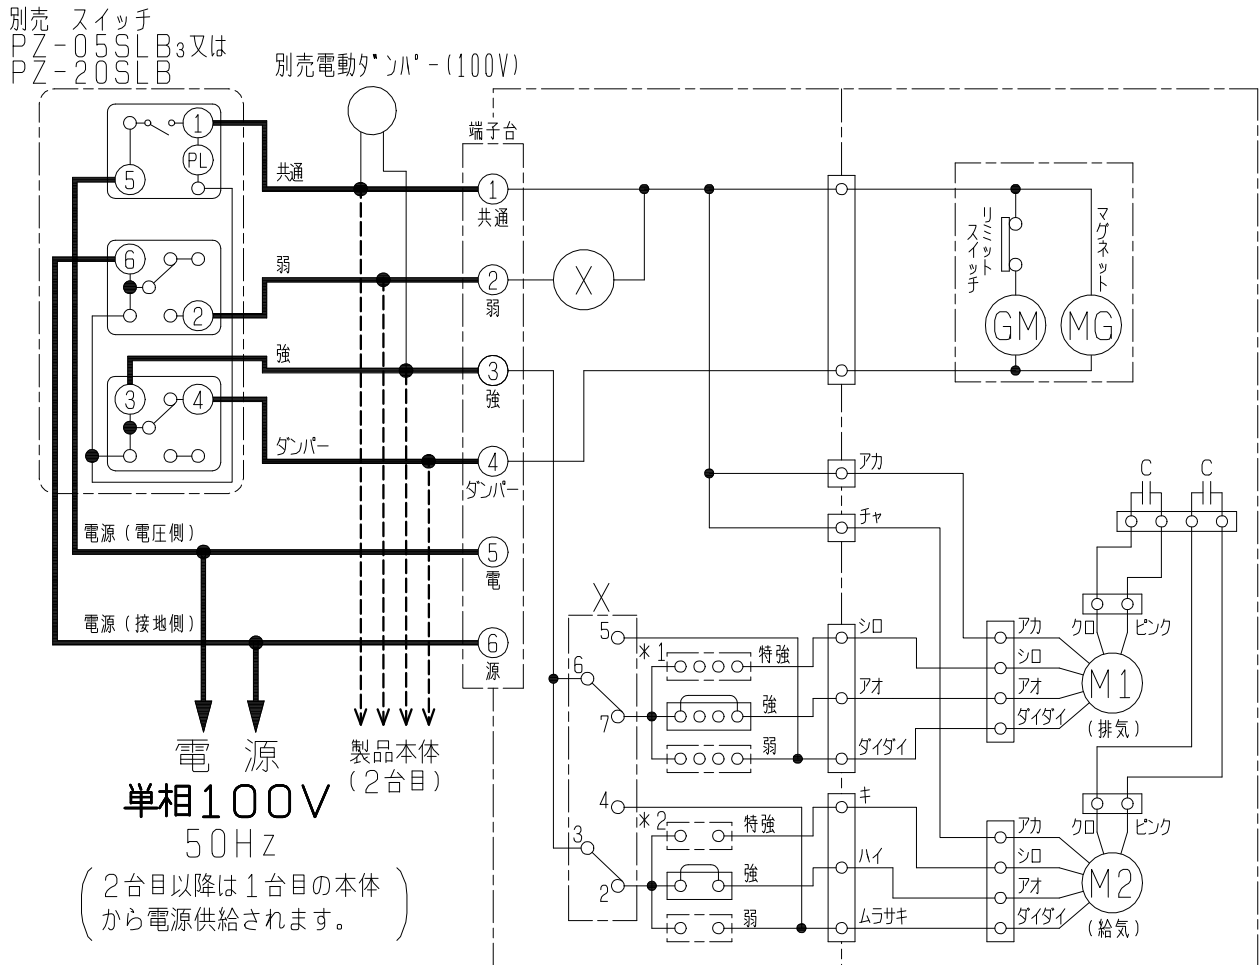 別売 スイッチ
PZ-05SLB3又は
PZ-20SLB
別売電動ダンパー(100V)
端子台
1
PL
5
共通
1
共通
6
2
弱
2
弱
X
3
4
強
3
強
ダンパー
4
ダンパー
リミット
スイッチ
マグネット
GM
MG
電源(電圧側)
5
電
電源(接地側)
6
源
アカ
チャ
C
C
X
5
6
7
4
3
2
*1
特強
強
弱
*2
特強
強
弱
シロ
アオ
ダイダイ
キ
ハイ
ムラサキ
アカ
シロ
アオ
ダイダイ
クロ
ピンク
M1
(排気)
アカ
シロ
アオ
ダイダイ
クロ
ピンク
M2
(給気)
電 源
単相100V
50Hz
製品本体
(2台目)
(2台目以降は1台目の本体
から電源供給されます。)